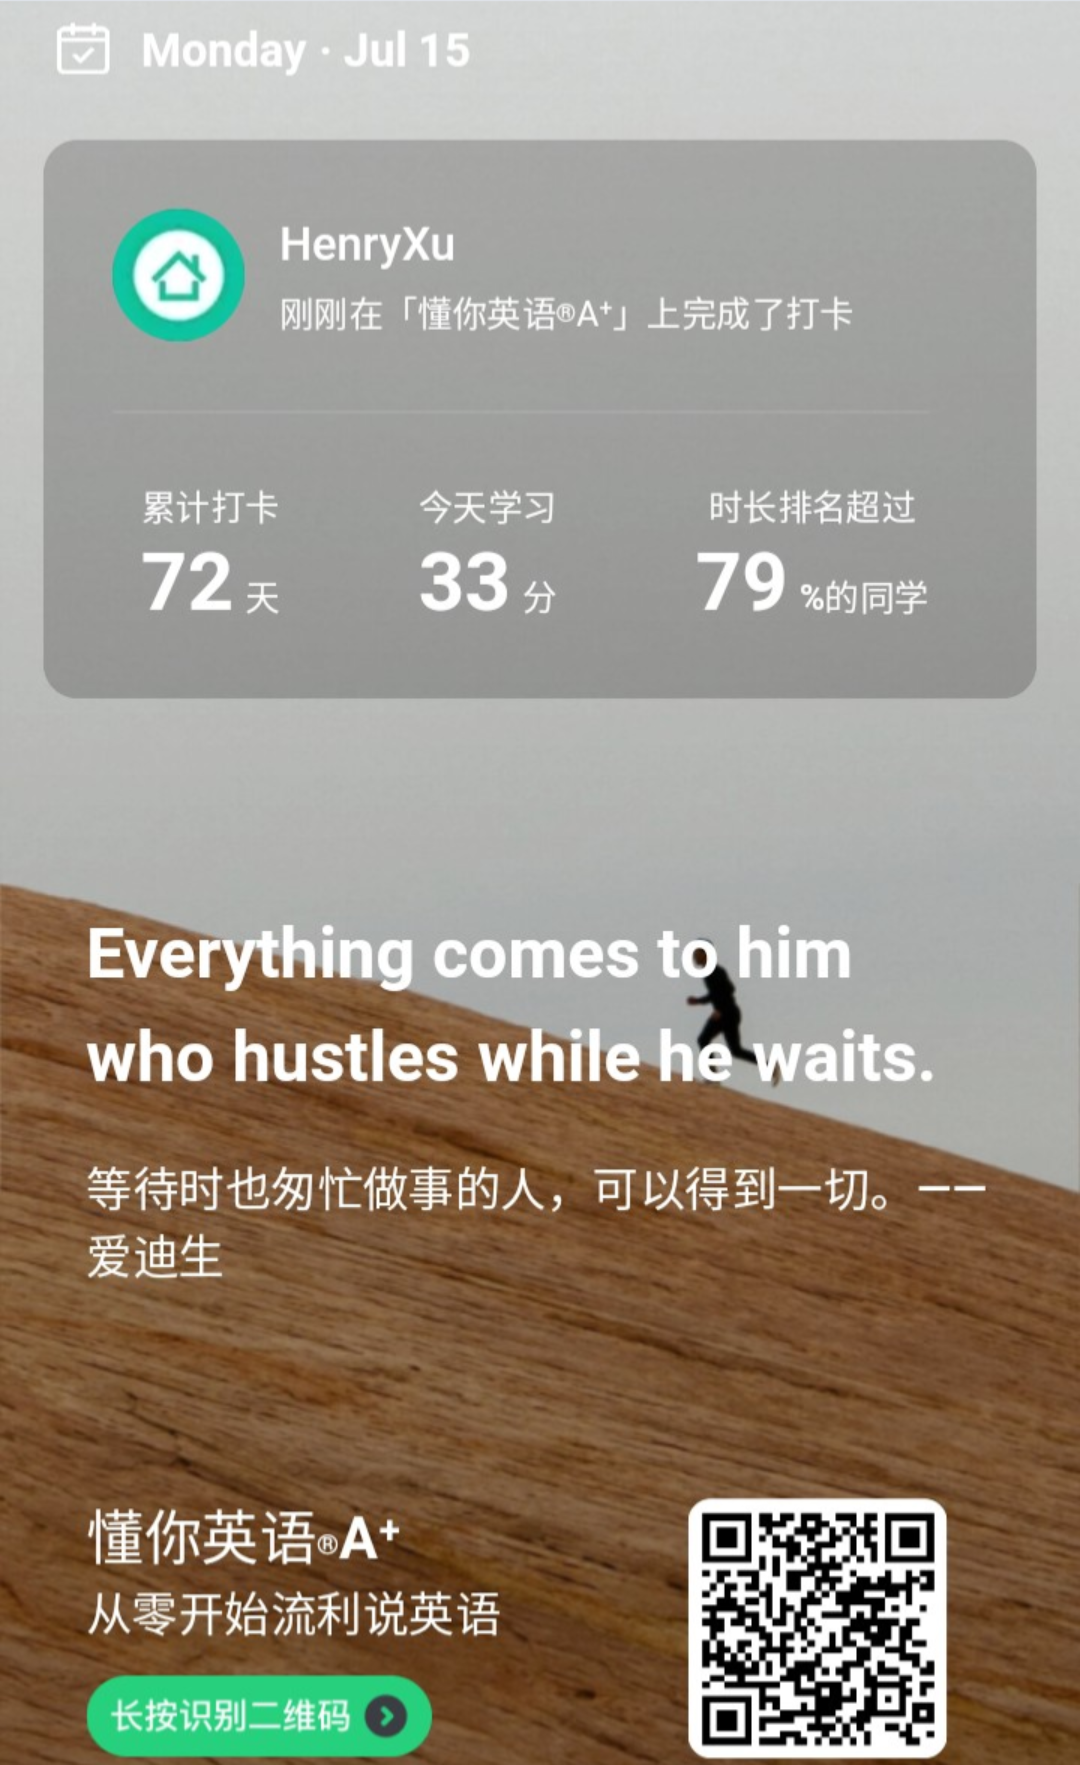 Monday · Jul 15
HenryXu
刚刚在「懂你英语®A⁺」上完成了打卡
累计打卡 今天学习 时长排名超过
72 天 33 分 79 %的同学
Everything comes to him
who hustles while he waits.
等待时也匆忙做事的人，可以得到一切。——
爱迪生
懂你英语®A⁺
从零开始流利说英语
长按识别二维码